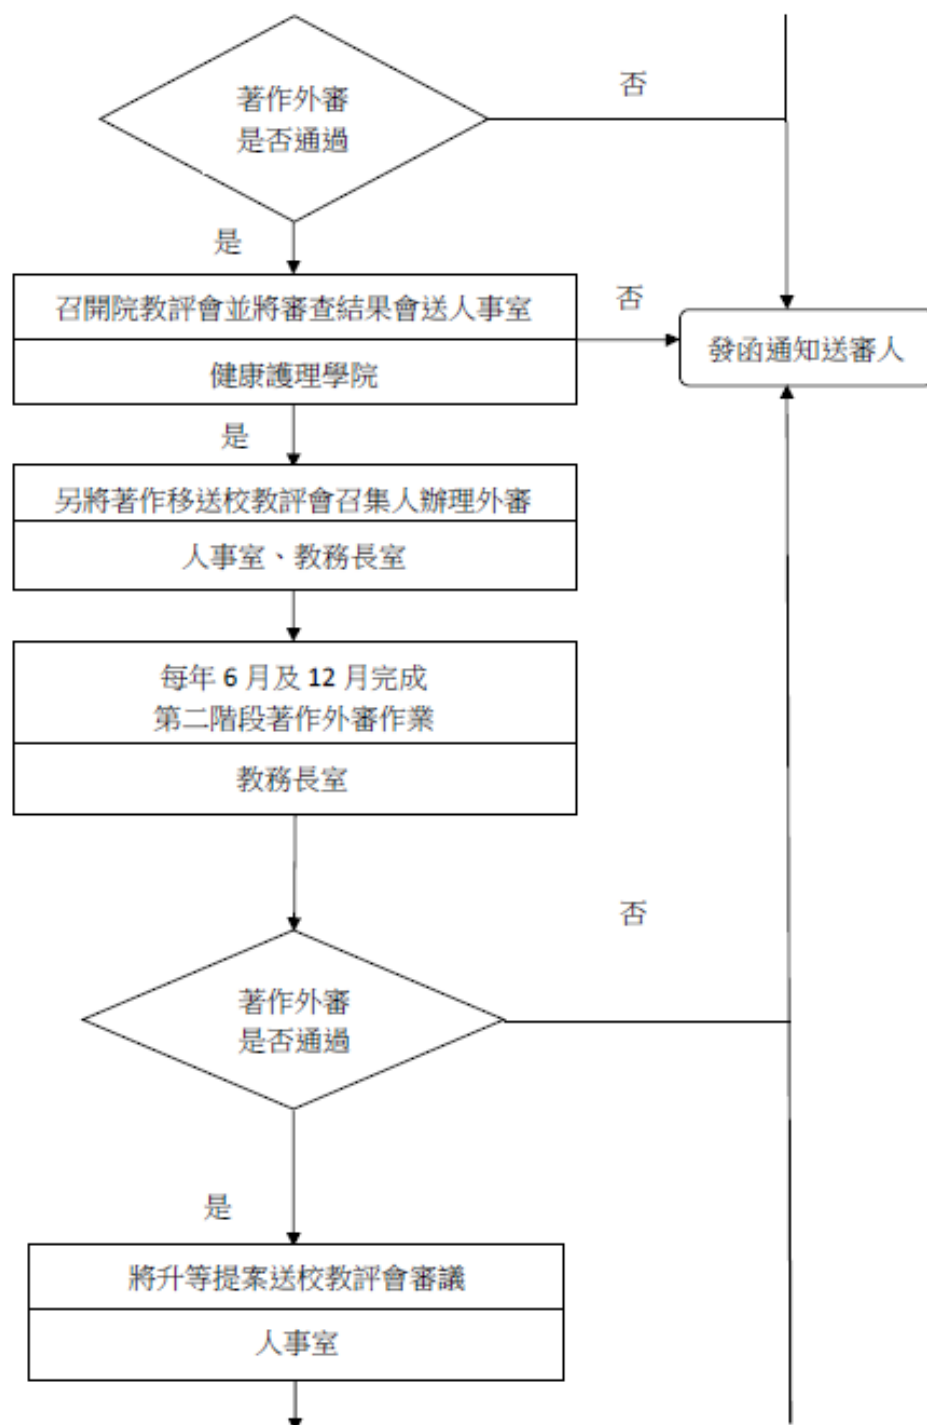 著作外審
是否通過
否
是
召開院教評會並將審查結果會送人事室
健康護理學院
否
發函通知送審人
是
另將著作移送校教評會召集人辦理外審
人事室、教務長室
每年 6 月及 12 月完成
第二階段著作外審作業
教務長室
著作外審
是否通過
否
是
將升等提案送校教評會審議
人事室